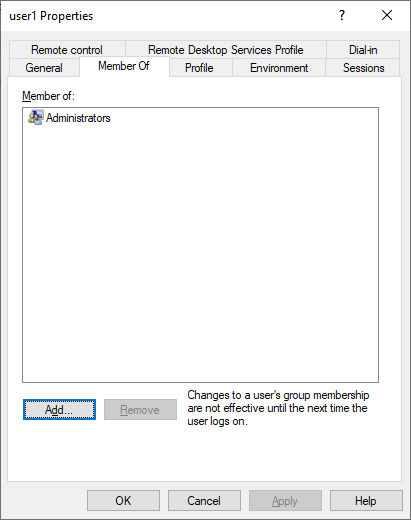 user1 Properties
?
Remote control
Remote Desktop Services Profile
Dial-in
General
Member Of
Profile
Environment
Sessions
Member of:
Administrators
Add...
Remove
Changes to a user's group membership
are not effective until the next time the
user logs on.
OK
Cancel
Apply
Help